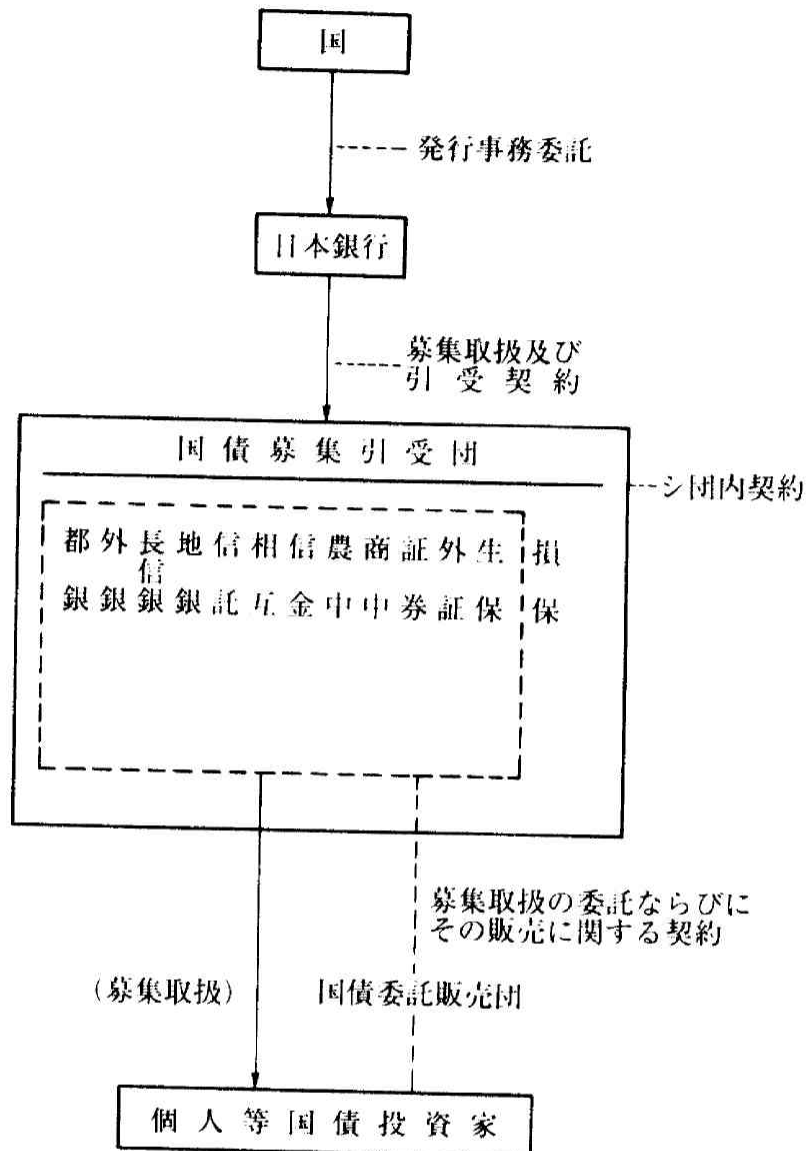 国
発行事務委託
日本銀行
募集取扱及び
引受契約
国債募集引受団
シ団内契約
都銀
外銀
長信銀
地銀
信託
相互
信金
農中
商中
証券
外証
生保
損保
募集取扱の委託ならびに
その販売に関する契約
(募集取扱)
国債委託販売団
個人等国債投資家